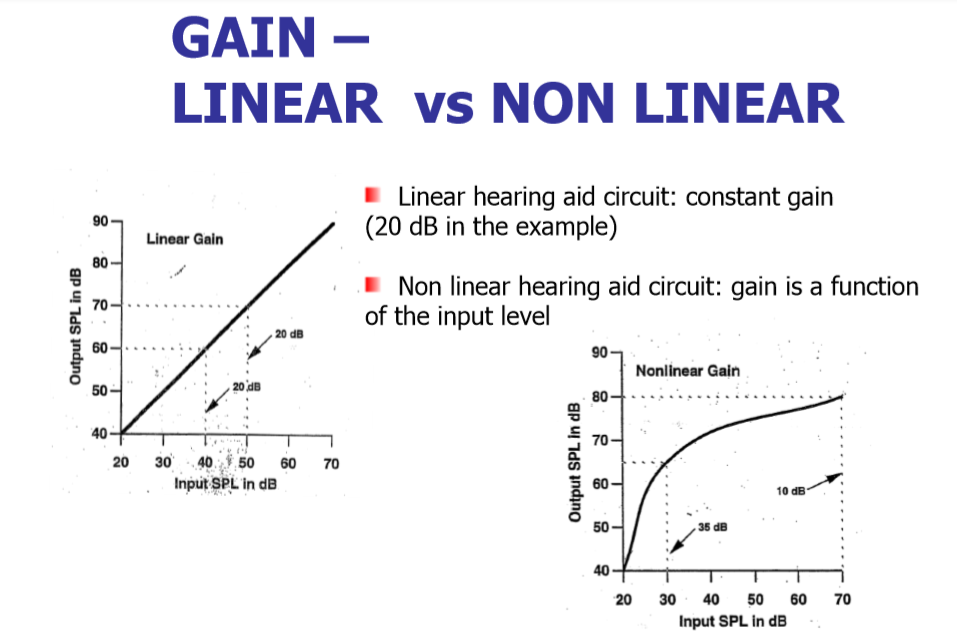 GAIN –
LINEAR vs NON LINEAR
Linear hearing aid circuit: constant gain
(20 dB in the example)
Non linear hearing aid circuit: gain is a function
of the input level
Linear Gain
Output SPL in dB
90
80
70
60
50
40
20 dB
20 dB
20 30 40 50 60 70
Input SPL in dB
Nonlinear Gain
Output SPL in dB
90
80
70
60
50
40
10 dB
35 dB
20 30 40 50 60 70
Input SPL in dB